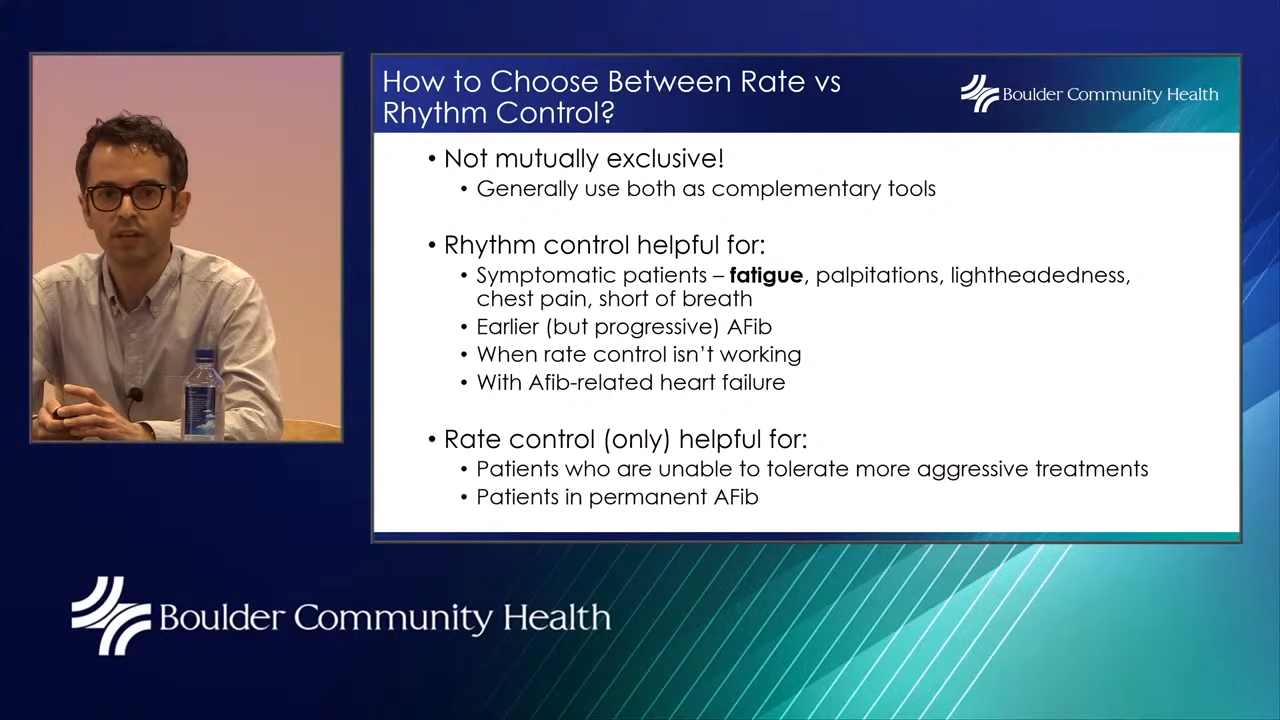 How to Choose Between Rate vs
Rhythm Control?
Boulder Community Health
• Not mutually exclusive!
• Generally use both as complementary tools
• Rhythm control helpful for:
• Symptomatic patients – fatigue, palpitations, lightheadedness,
chest pain, short of breath
• Earlier (but progressive) AFib
• When rate control isn't working
• With Afib-related heart failure
• Rate control (only) helpful for:
• Patients who are unable to tolerate more aggressive treatments
• Patients in permanent AFib
Boulder Community Health